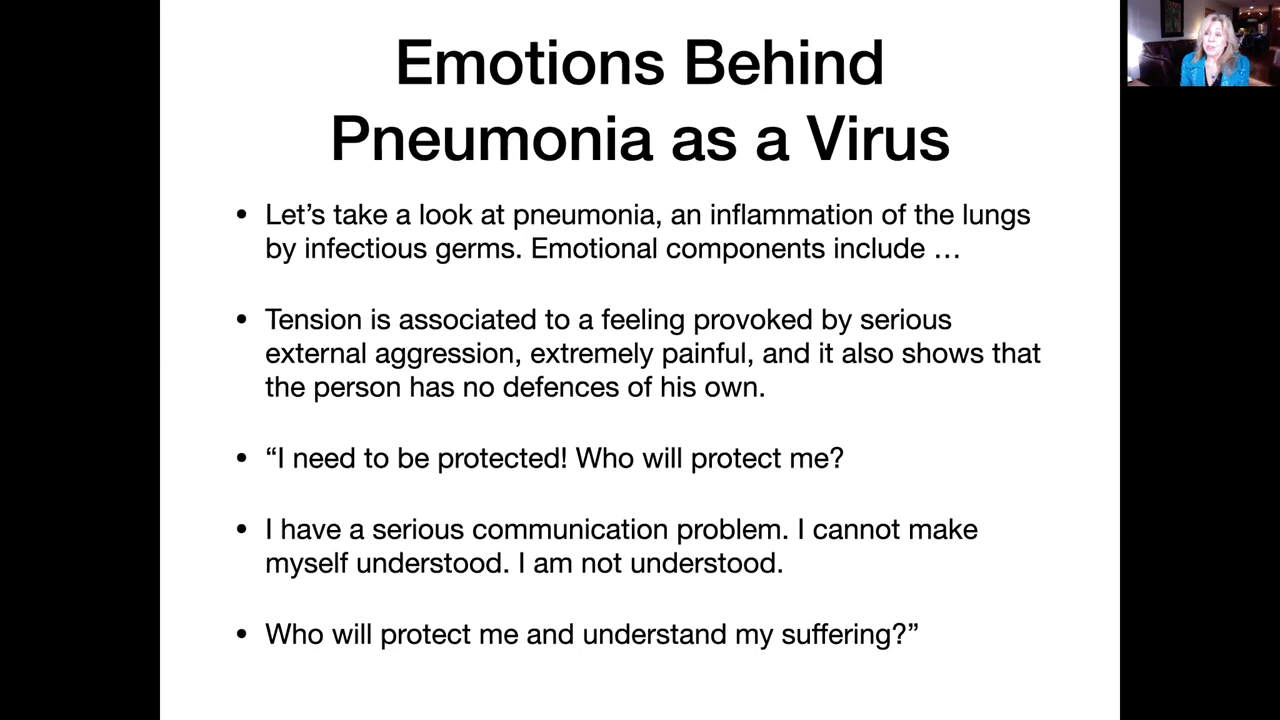 Emotions Behind
Pneumonia as a Virus
• Let’s take a look at pneumonia, an inflammation of the lungs
by infectious germs. Emotional components include …
• Tension is associated to a feeling provoked by serious
external aggression, extremely painful, and it also shows that
the person has no defences of his own.
• “I need to be protected! Who will protect me?
• I have a serious communication problem. I cannot make
myself understood. I am not understood.
• Who will protect me and understand my suffering?”